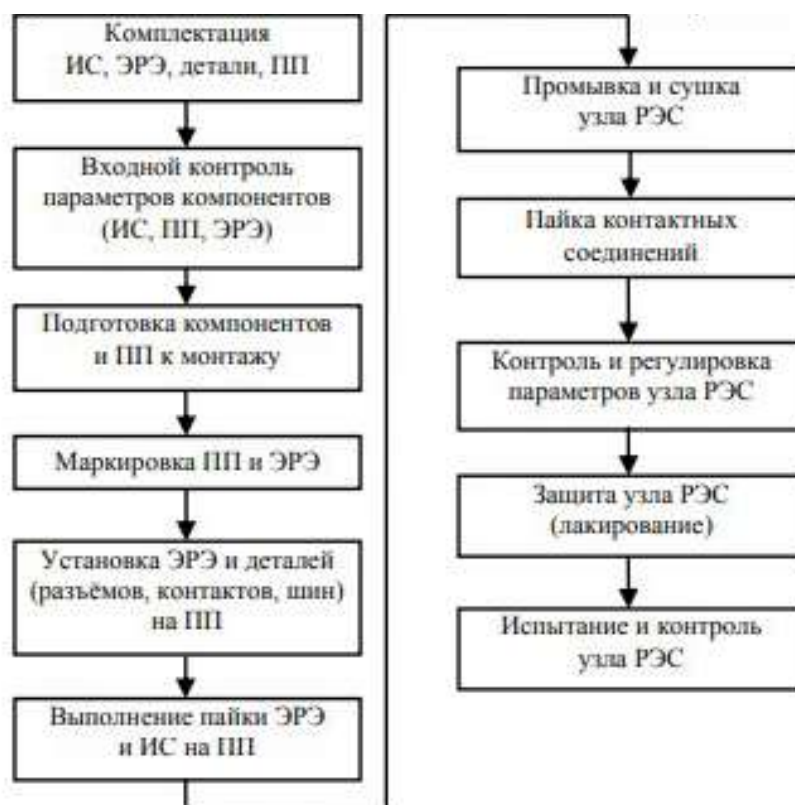 Комплектация
ИС, ЭРЭ, детали, ПП
Входной контроль
параметров компонентов
(ИС, ПП, ЭРЭ)
Подготовка компонентов
и ПП к монтажу
Маркировка ПП и ЭРЭ
Установка ЭРЭ и деталей
(разъёмов, контактов, шин)
на ПП
Выполнение пайки ЭРЭ
и ИС на ПП
Промывка и сушка
узла РЭС
Пайка контактных
соединений
Контроль и регулировка
параметров узла РЭС
Защита узла РЭС
(лакирование)
Испытание и контроль
узла РЭС